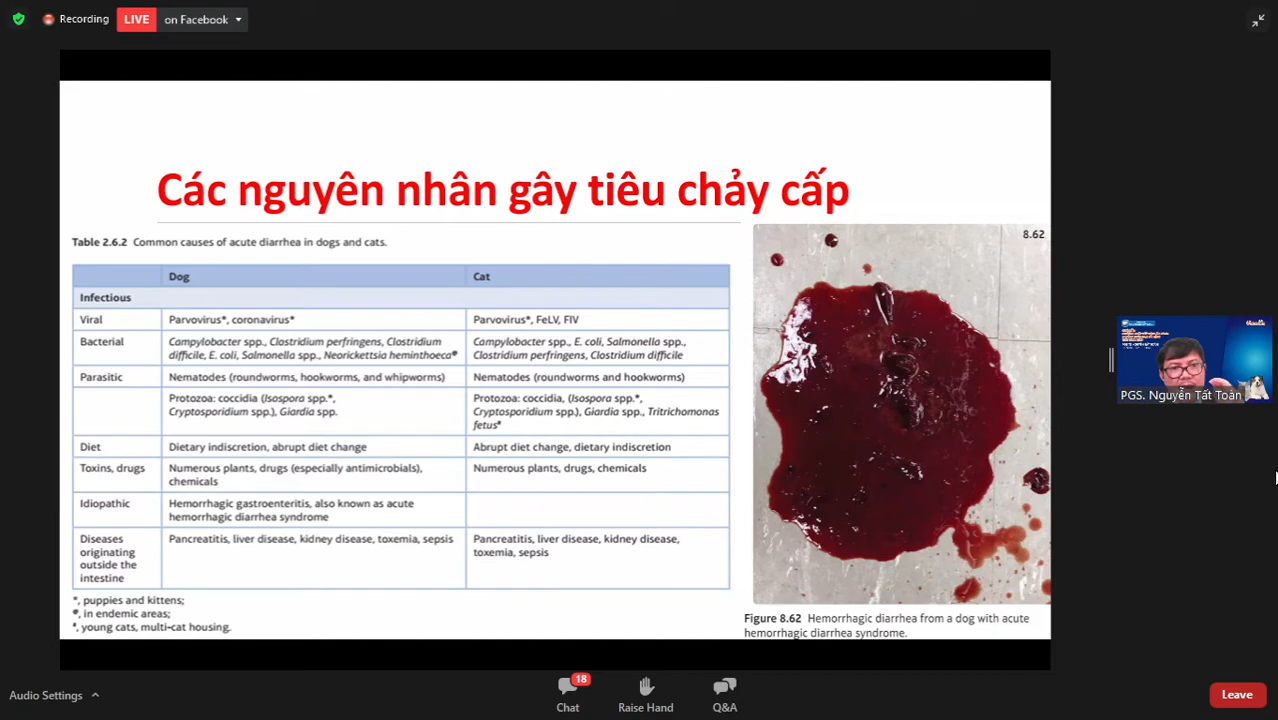 Recording
LIVE
on Facebook
Các nguyên nhân gây tiêu chảy cấp
Table 2.6.2 Common causes of acute diarrhea in dogs and cats.
Dog
Cat
Infectious
Viral
Parvovirus*, coronavirus*
Parvovirus*, FeLV, FIV
Bacterial
Campylobacter spp., Clostridium perfringens, Clostridium
difficile, E. coli, Salmonella spp., Neorickettsia heminthoeca
Campylobacter spp., E. coli, Salmonella spp.,
Clostridium perfringens, Clostridium difficile
Parasitic
Nematodes (roundworms, hookworms, and whipworms)
Nematodes (roundworms and hookworms)
Protozoa: coccidia (Isospora spp.*,
Cryptosporidium spp.), Giardia spp.
Protozoa: coccidia, (Isospora spp.*,
Cryptosporidium spp.), Giardia spp., Tritrichomonas
fetus
Diet
Dietary indiscretion, abrupt diet change
Abrupt diet change, dietary indiscretion
Toxins, drugs
Numerous plants, drugs (especially antimicrobials),
chemicals
Numerous plants, drugs, chemicals
Idiopathic
Hemorrhagic gastroenteritis, also known as acute
hemorrhagic diarrhea syndrome
Diseases
originating
outside the
intestine
Pancreatitis, liver disease, kidney disease, toxemia, sepsis
Pancreatitis, liver disease, kidney disease,
toxemia, sepsis
*, puppies and kittens;
, in endemic areas;
, young cats, multi-cat housing.
8.62
Figure 8.62 Hemorrhagic diarrhea from a dog with acute
hemorrhagic diarrhea syndrome.
PGS. Nguyễn Tất Toàn
Audio Settings
18
Chat
Raise Hand
Q&A
Leave